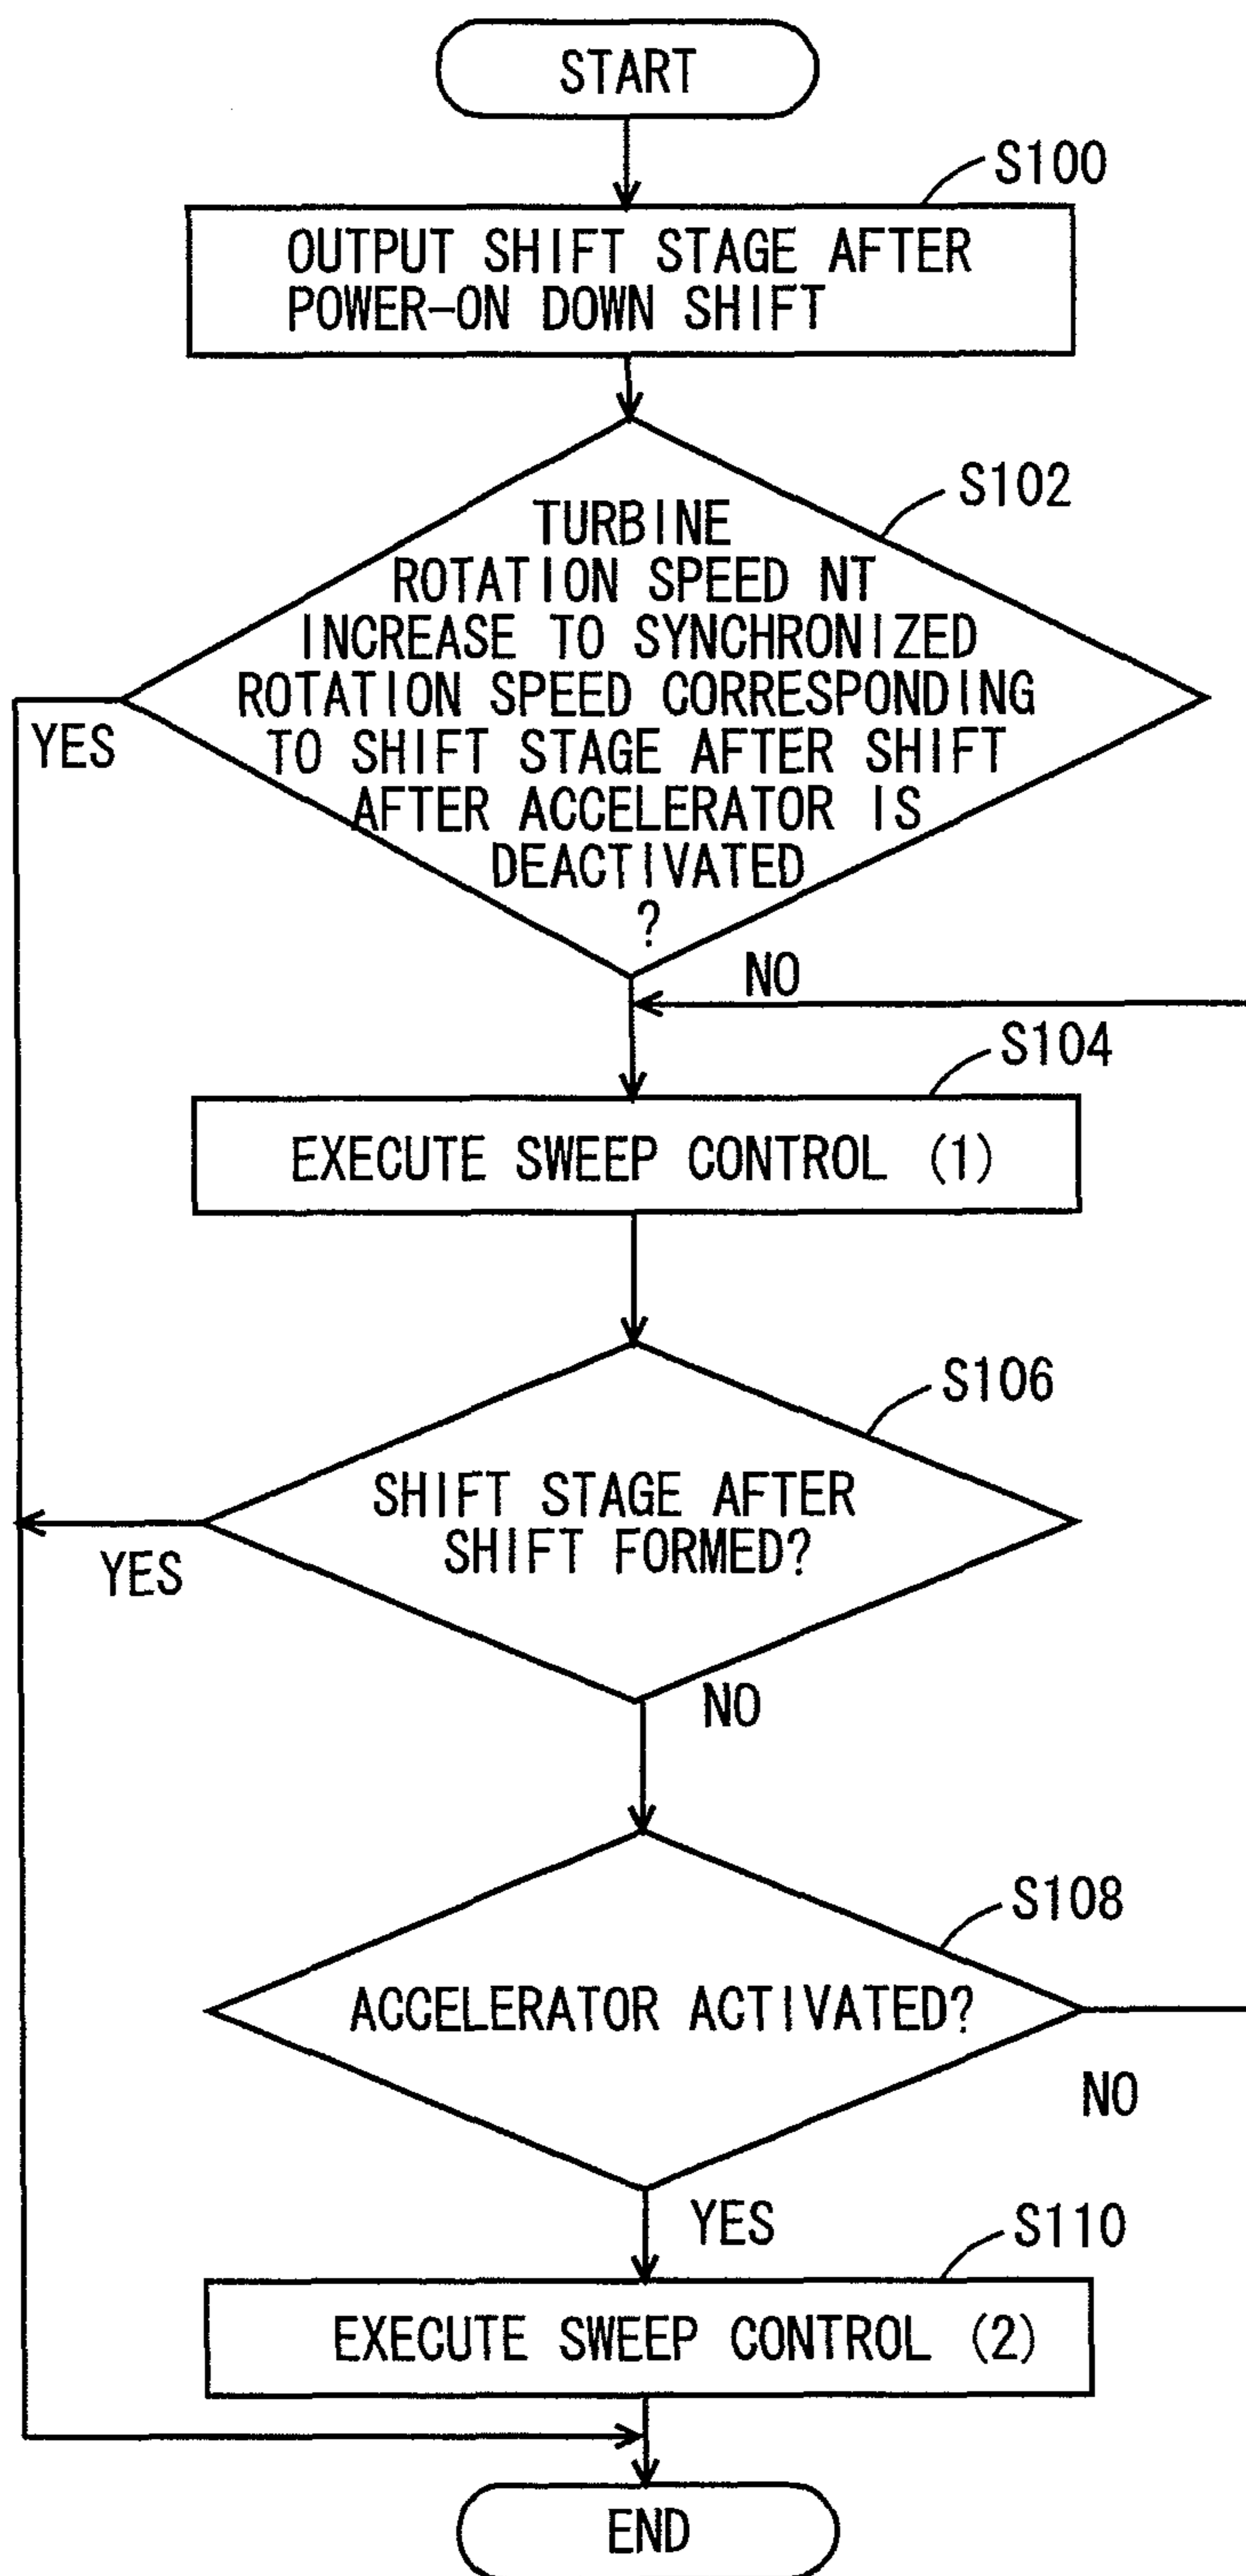 START
S100
OUTPUT SHIFT STAGE AFTER
POWER-ON DOWN SHIFT
S102
TURBINE
ROTATION SPEED NT
INCREASE TO SYNCHRONIZED
ROTATION SPEED CORRESPONDING
TO SHIFT STAGE AFTER SHIFT
AFTER ACCELERATOR IS
DEACTIVATED
?
YES
NO
S104
EXECUTE SWEEP CONTROL (1)
S106
SHIFT STAGE AFTER
SHIFT FORMED?
YES
NO
S108
ACCELERATOR ACTIVATED?
NO
YES
S110
EXECUTE SWEEP CONTROL (2)
END